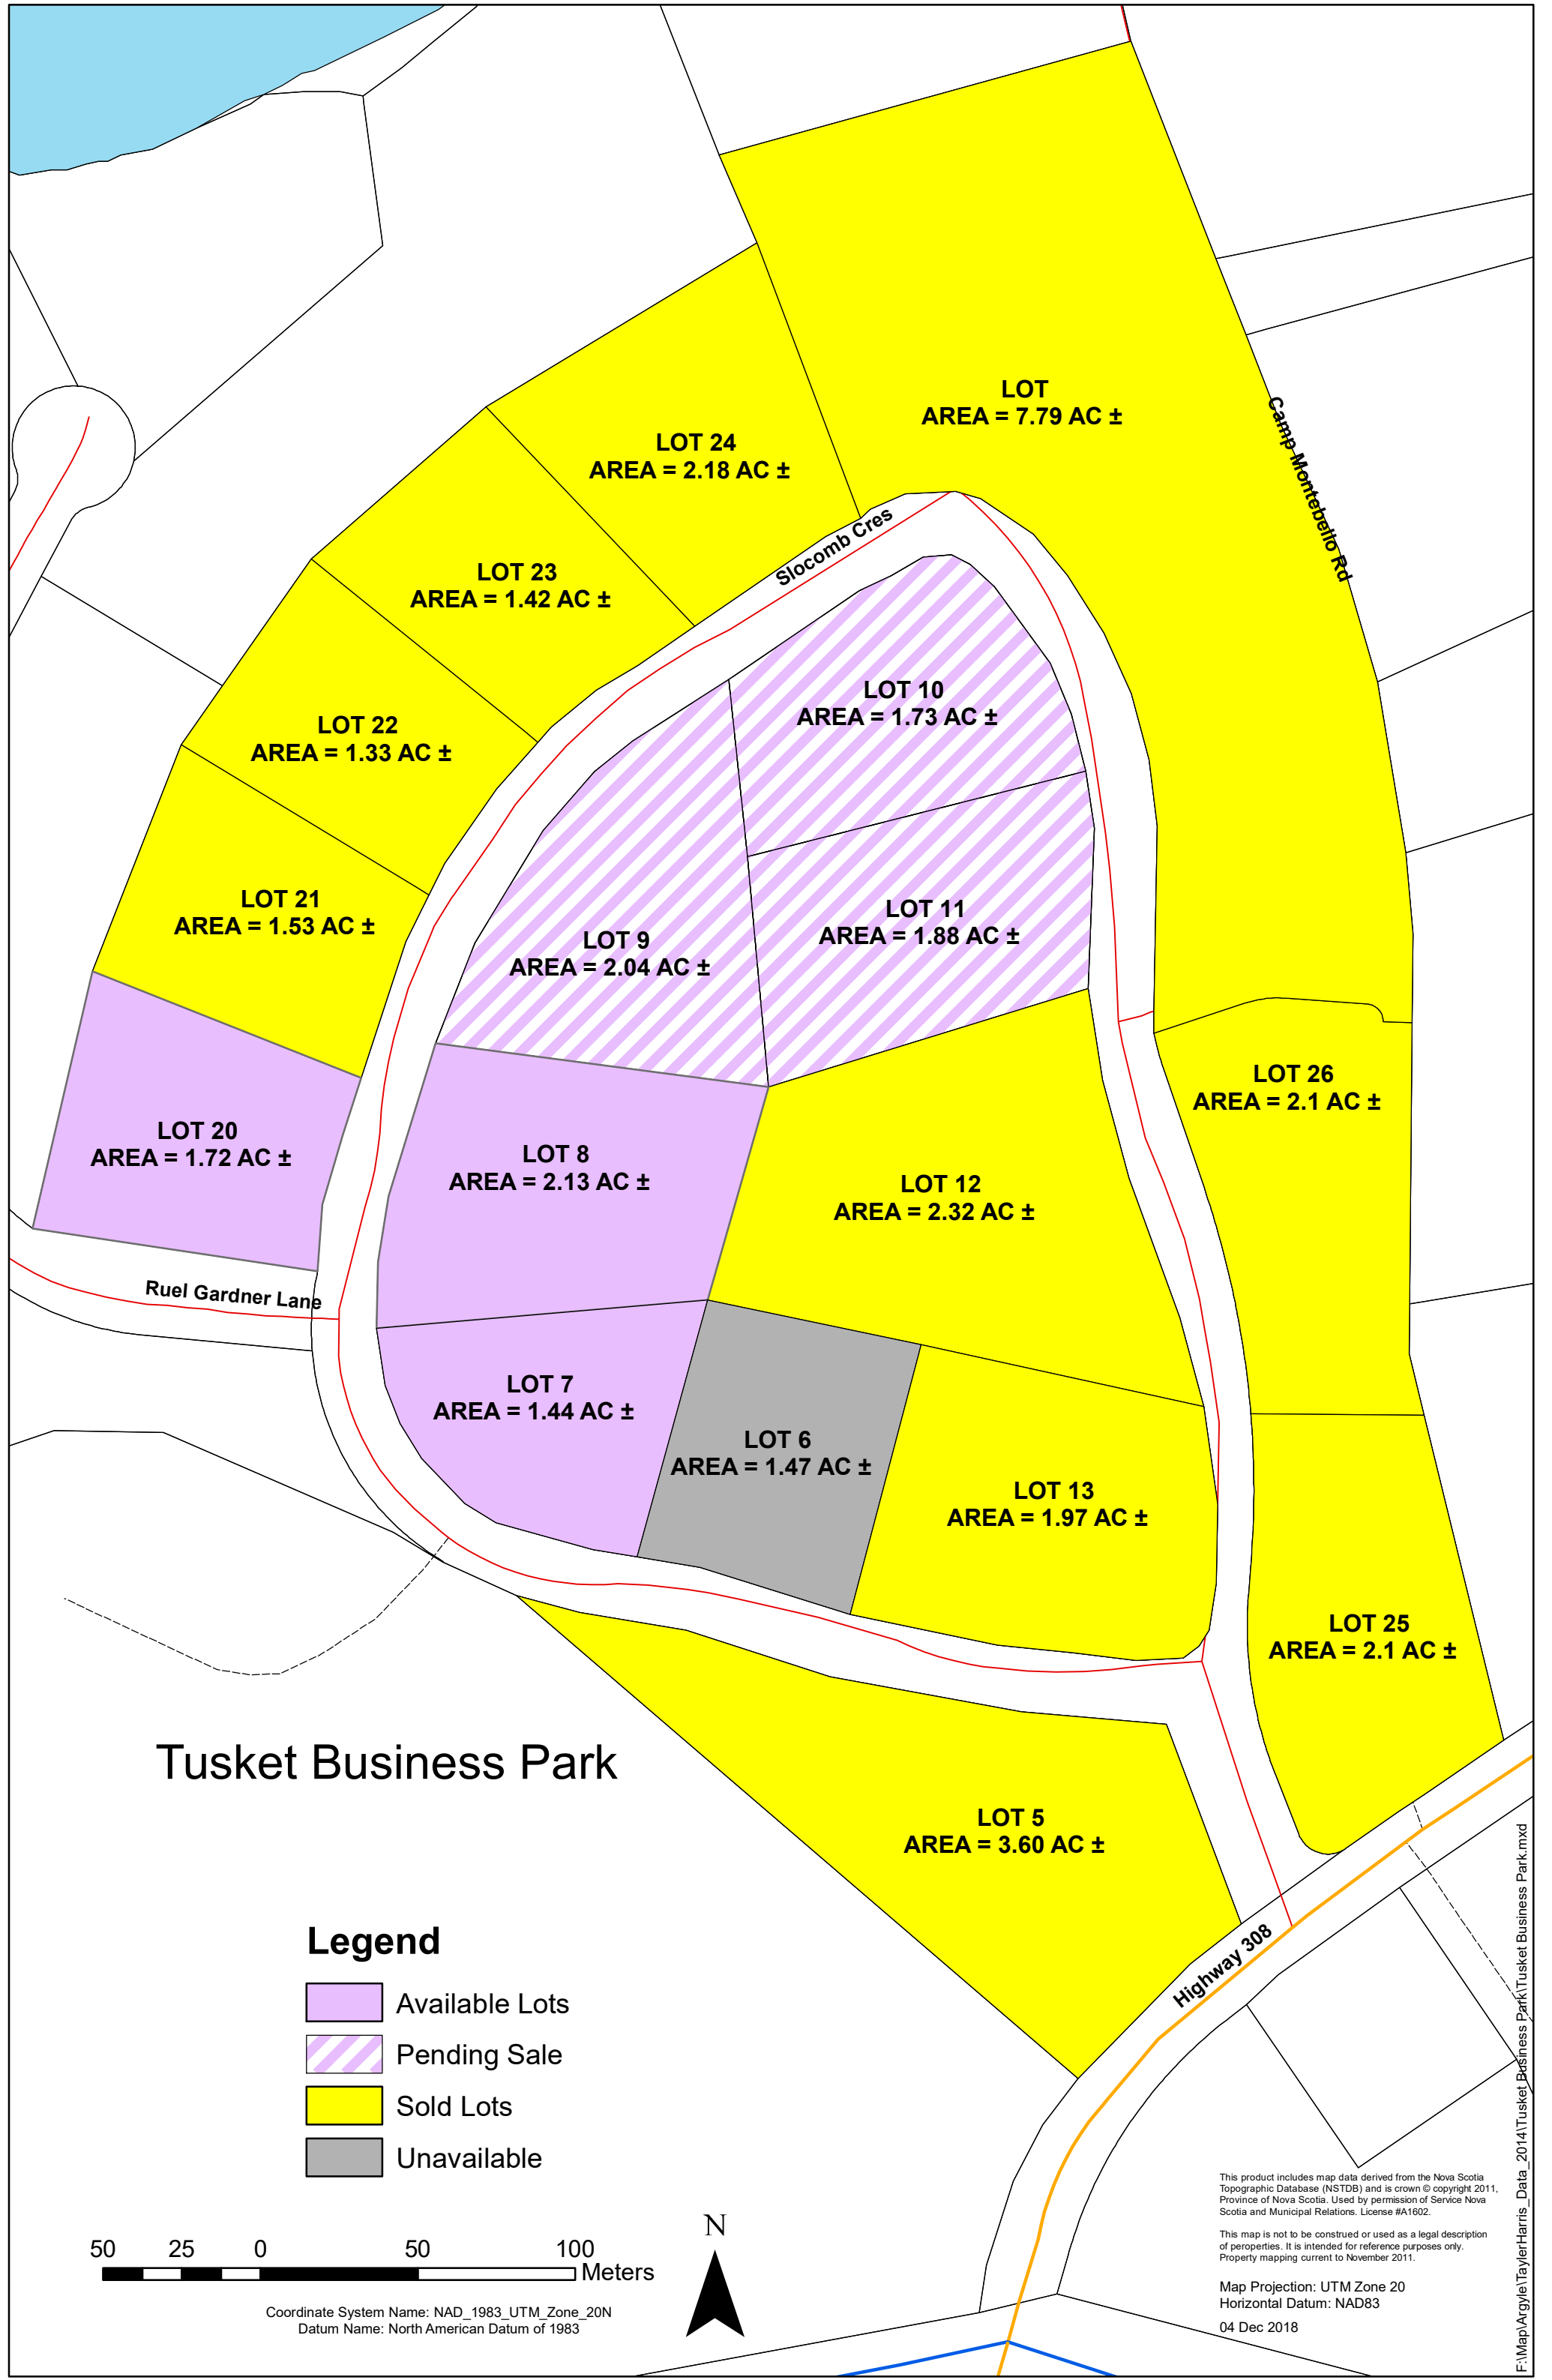 LOT
AREA = 7.79 AC ±
Camp Montebello Rd
LOT 24
AREA = 2.18 AC ±
Slocomb Cres
LOT 23
AREA = 1.42 AC ±
LOT 10
AREA = 1.73 AC ±
LOT 22
AREA = 1.33 AC ±
LOT 21
AREA = 1.53 AC ±
LOT 11
AREA = 1.88 AC ±
LOT 9
AREA = 2.04 AC ±
LOT 26
AREA = 2.1 AC ±
LOT 20
AREA = 1.72 AC ±
LOT 8
AREA = 2.13 AC ±
LOT 12
AREA = 2.32 AC ±
Ruel Gardner Lane
LOT 7
AREA = 1.44 AC ±
LOT 6
AREA = 1.47 AC ±
LOT 13
AREA = 1.97 AC ±
LOT 25
AREA = 2.1 AC ±
Tusket Business Park
LOT 5
AREA = 3.60 AC ±
Highway 308
Legend
Available Lots
Pending Sale
Sold Lots
Unavailable
50 25 0 50 100
Meters
Coordinate System Name: NAD_1983_UTM_Zone_20N
Datum Name: North American Datum of 1983
N
This product includes map data derived from the Nova Scotia
Topographic Database (NSTDB) and is crown © copyright 2011,
Province of Nova Scotia. Used by permission of Service Nova
Scotia and Municipal Relations. License #A1602.
This map is not to be construed or used as a legal description
of peroperties. It is intended for reference purposes only.
Property mapping current to November 2011.
Map Projection: UTM Zone 20
Horizontal Datum: NAD83
04 Dec 2018
F:\Map\Argyle\TaylerHarris_Data_2014\Tusket Business Park\Tusket Business Park.mxd